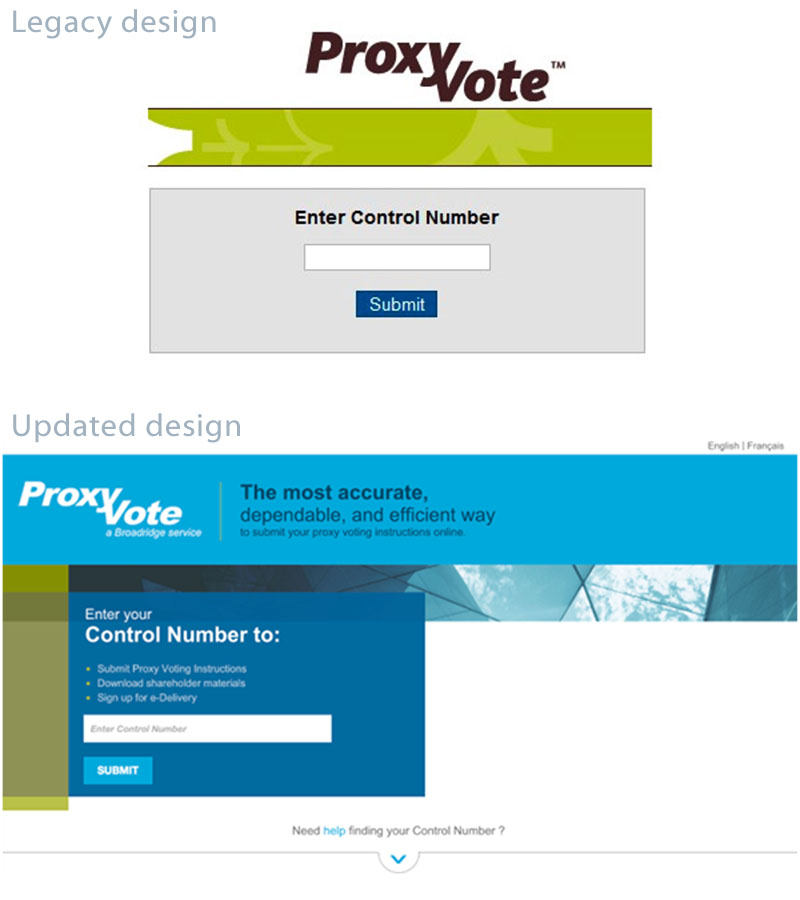 Legacy design
ProxyVote™
Enter Control Number
Submit
Updated design
English | Français
ProxyVote
a Broadridge service
The most accurate,
dependable, and efficient way
to submit your proxy voting instructions online.
Enter your
Control Number to:
Submit Proxy Voting Instructions
Download shareholder materials
Sign up for e-Delivery
Enter Control Number
SUBMIT
Need help finding your Control Number ?